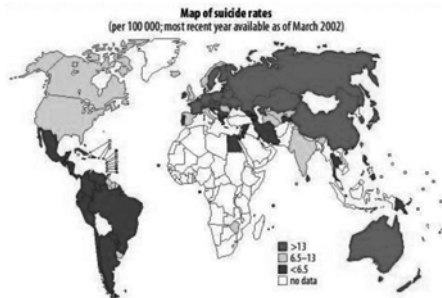 Map of suicide rates
(per 100 000; most recent year available as of March 2002)
>13
6.5–13
<6.5
no data